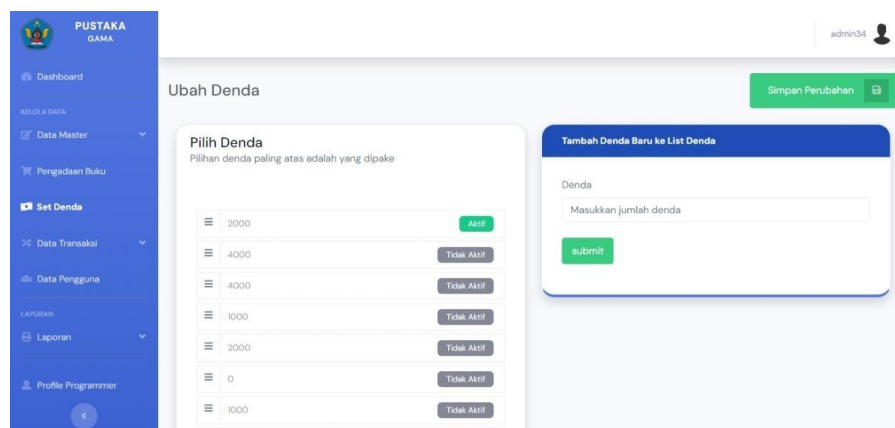 PUSTAKA
GAMA
admin34
Dashboard
KELOLA DATA
Data Master
Pengadaan Buku
Set Denda
Data Transaksi
Data Pengguna
LAPORAN
Laporan
Profile Programmer
Ubah Denda
Simpan Perubahan
Pilih Denda
Pilihan denda paling atas adalah yang dipake
2000 Aktif
4000 Tidak Aktif
4000 Tidak Aktif
1000 Tidak Aktif
2000 Tidak Aktif
0 Tidak Aktif
1000 Tidak Aktif
Tambah Denda Baru ke List Denda
Denda
Masukkan jumlah denda
submit